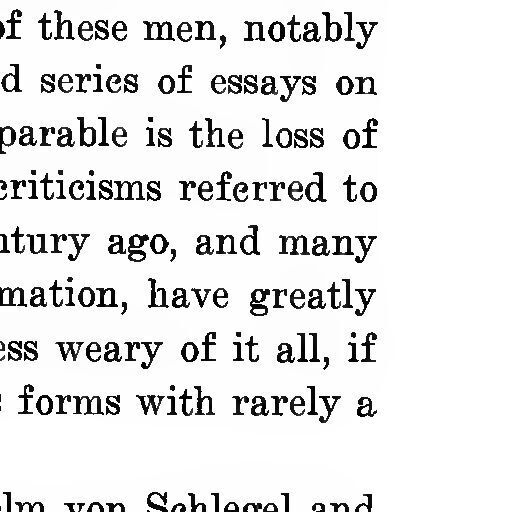 of these men, notably
d series of essays on
parable is the loss of
criticisms referred to
ntury ago, and many
mation, have greatly
ess weary of it all, if
forms with rarely a
lm von Schlegel and